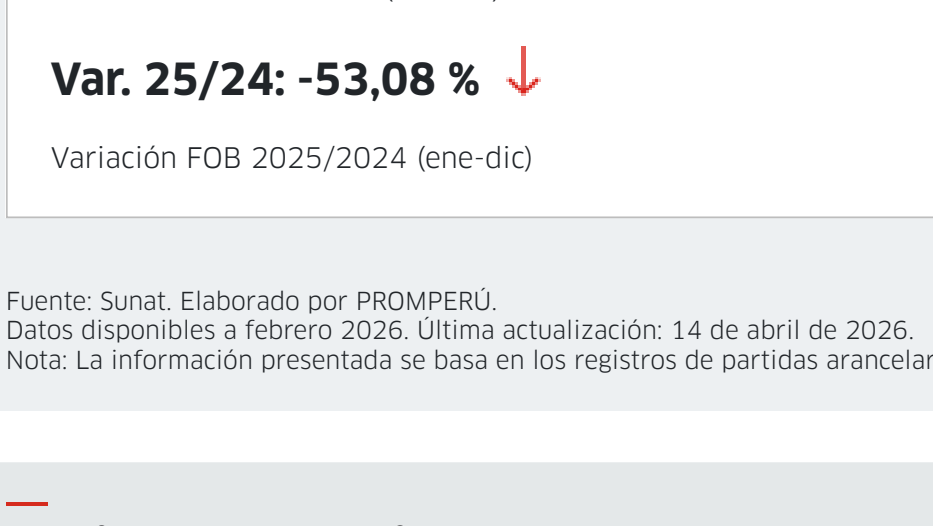 Var. 25/24: -53,08 %
Variación FOB 2025/2024 (ene-dic)
Fuente: Sunat. Elaborado por PROMPERÚ.
Datos disponibles a febrero 2026. Última actualización: 14 de abril de 2026.
Nota: La información presentada se basa en los registros de partidas arancelar